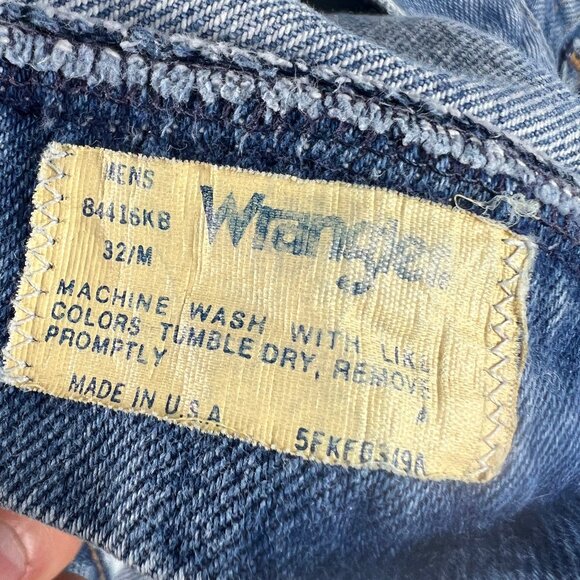 MENS
84416KB
32/M
Wrangler
MACHINE WASH WITH LIKE
COLORS TUMBLE DRY, REMOVE
PROMPTLY
A
MADE IN U.S.A